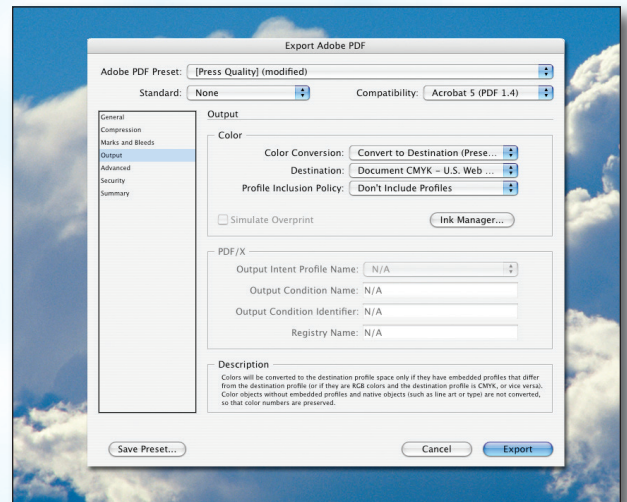 Export Adobe PDF
Adobe PDF Preset: [Press Quality] (modified)
Standard: None Compatibility: Acrobat 5 (PDF 1.4)
General
Compression
Marks and Bleeds
Output
Advanced
Security
Summary
Output
Color
Color Conversion: Convert to Destination (Prese...
Destination: Document CMYK – U.S. Web ...
Profile Inclusion Policy: Don't Include Profiles
Simulate Overprint Ink Manager...
PDF/X
Output Intent Profile Name: N/A
Output Condition Name: N/A
Output Condition Identifier: N/A
Registry Name: N/A
Description
Colors will be converted to the destination profile space only if they have embedded profiles that differ
from the destination profile (or if they are RGB colors and the destination profile is CMYK, or vice versa).
Color objects without embedded profiles and native objects (such as line art or type) are not converted,
so that color numbers are preserved.
Save Preset... Cancel Export